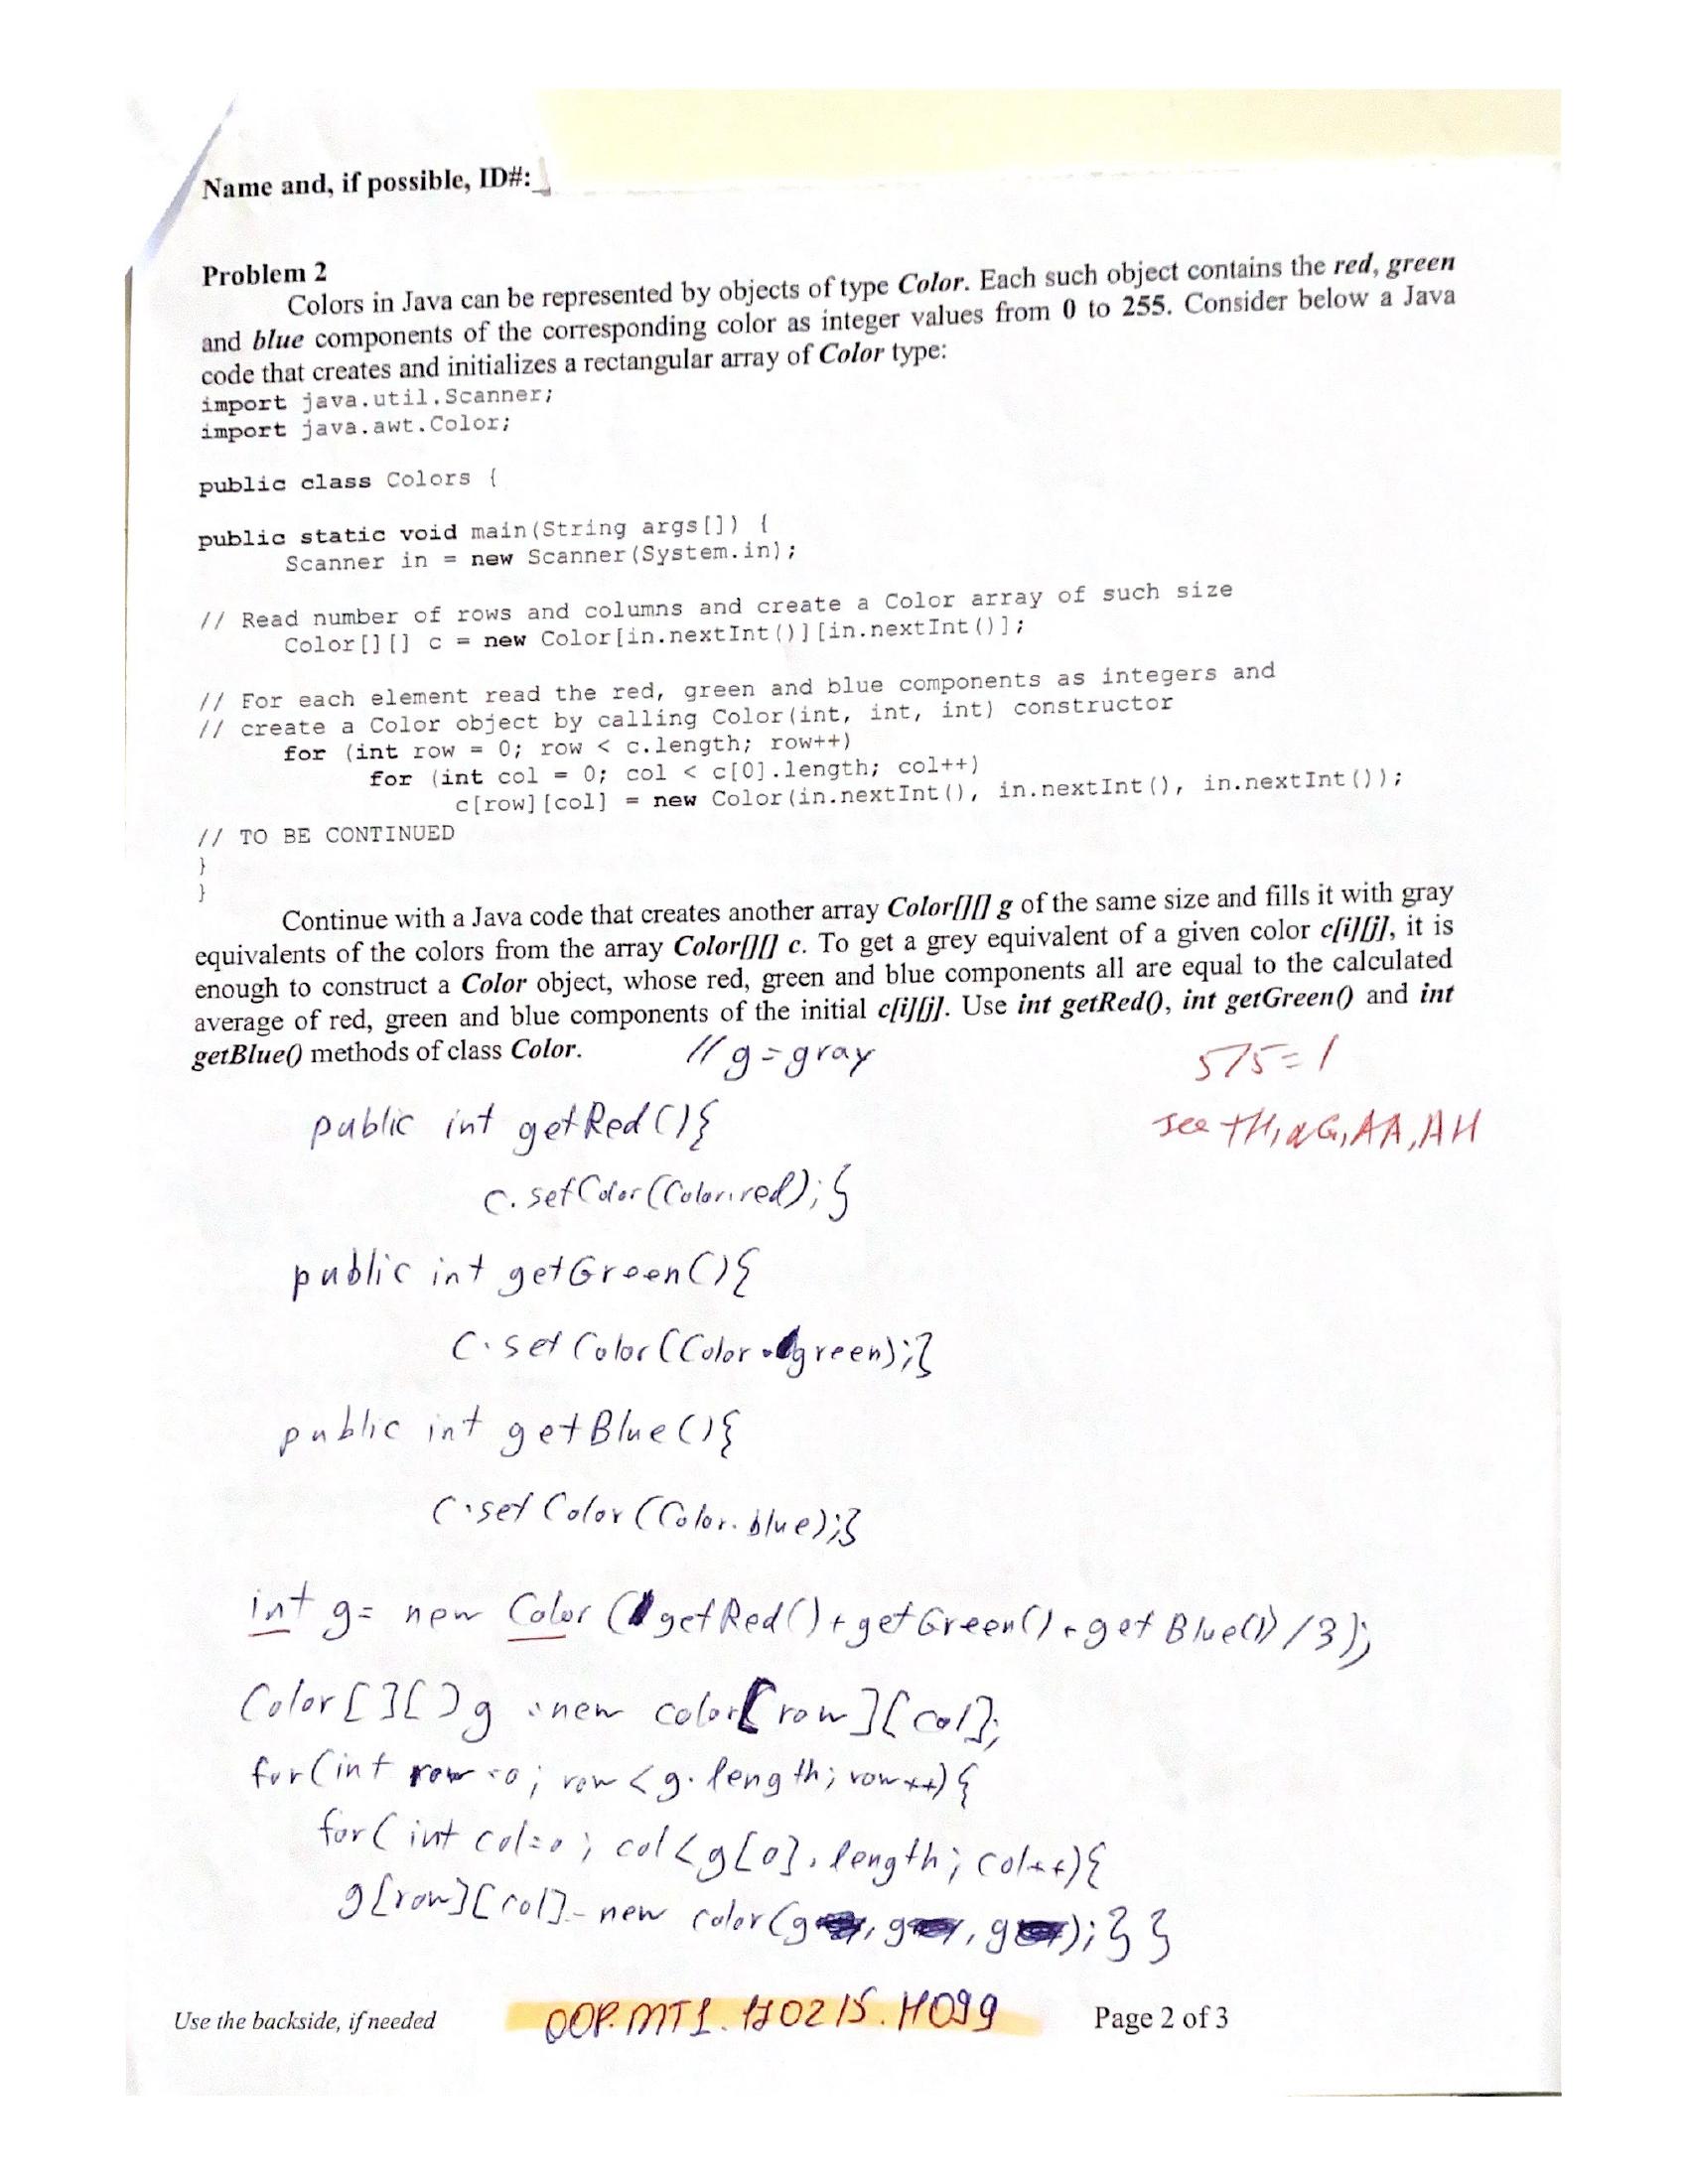 Name and, if possible, ID#:
Problem 2
Colors in Java can be represented by objects of type Color. Each such object contains the red, green
and blue components of the corresponding color as integer values from 0 to 255. Consider below a Java
code that creates and initializes a rectangular array of Color type:
import java.util.Scanner;
import java.awt.Color;
public class Colors {
public static void main(String args[]) {
Scanner in = new Scanner(System.in);
// Read number of rows and columns and create a Color array of such size
Color[][] c = new Color[in.nextInt()][in.nextInt()];
// For each element read the red, green and blue components as integers and
// create a Color object by calling Color(int, int, int) constructor
for (int row = 0; row < c.length; row++)
for (int col = 0; col < c[0].length; col++)
c[row][col] = new Color(in.nextInt(), in.nextInt(), in.nextInt());
// TO BE CONTINUED
}
}
Continue with a Java code that creates another array Color[][] g of the same size and fills it with gray
equivalents of the colors from the array Color[][] c. To get a grey equivalent of a given color c[i][j], it is
enough to construct a Color object, whose red, green and blue components all are equal to the calculated
average of red, green and blue components of the initial c[i][j]. Use int getRed(), int getGreen() and int
getBlue() methods of class Color.
// g = gray
575=1
see tH, AA, AH
public int getRed(){
c.setColor(Color.red);}
public int getGreen(){
c.setColor(Color.green);}
public int getBlue(){
c.setColor(Color.blue);}
int g= new Color (getRed()+getGreen()+getBlue())/3);
Color[][]g =new color[row][col];
for(int row=0; row<g.length; row++){
for(int col=0; col<g[0].length; col++){
g[row][col]=new color(g, g, g);}}
Use the backside, if needed
OOP.MT1.170215.H099
Page 2 of 3